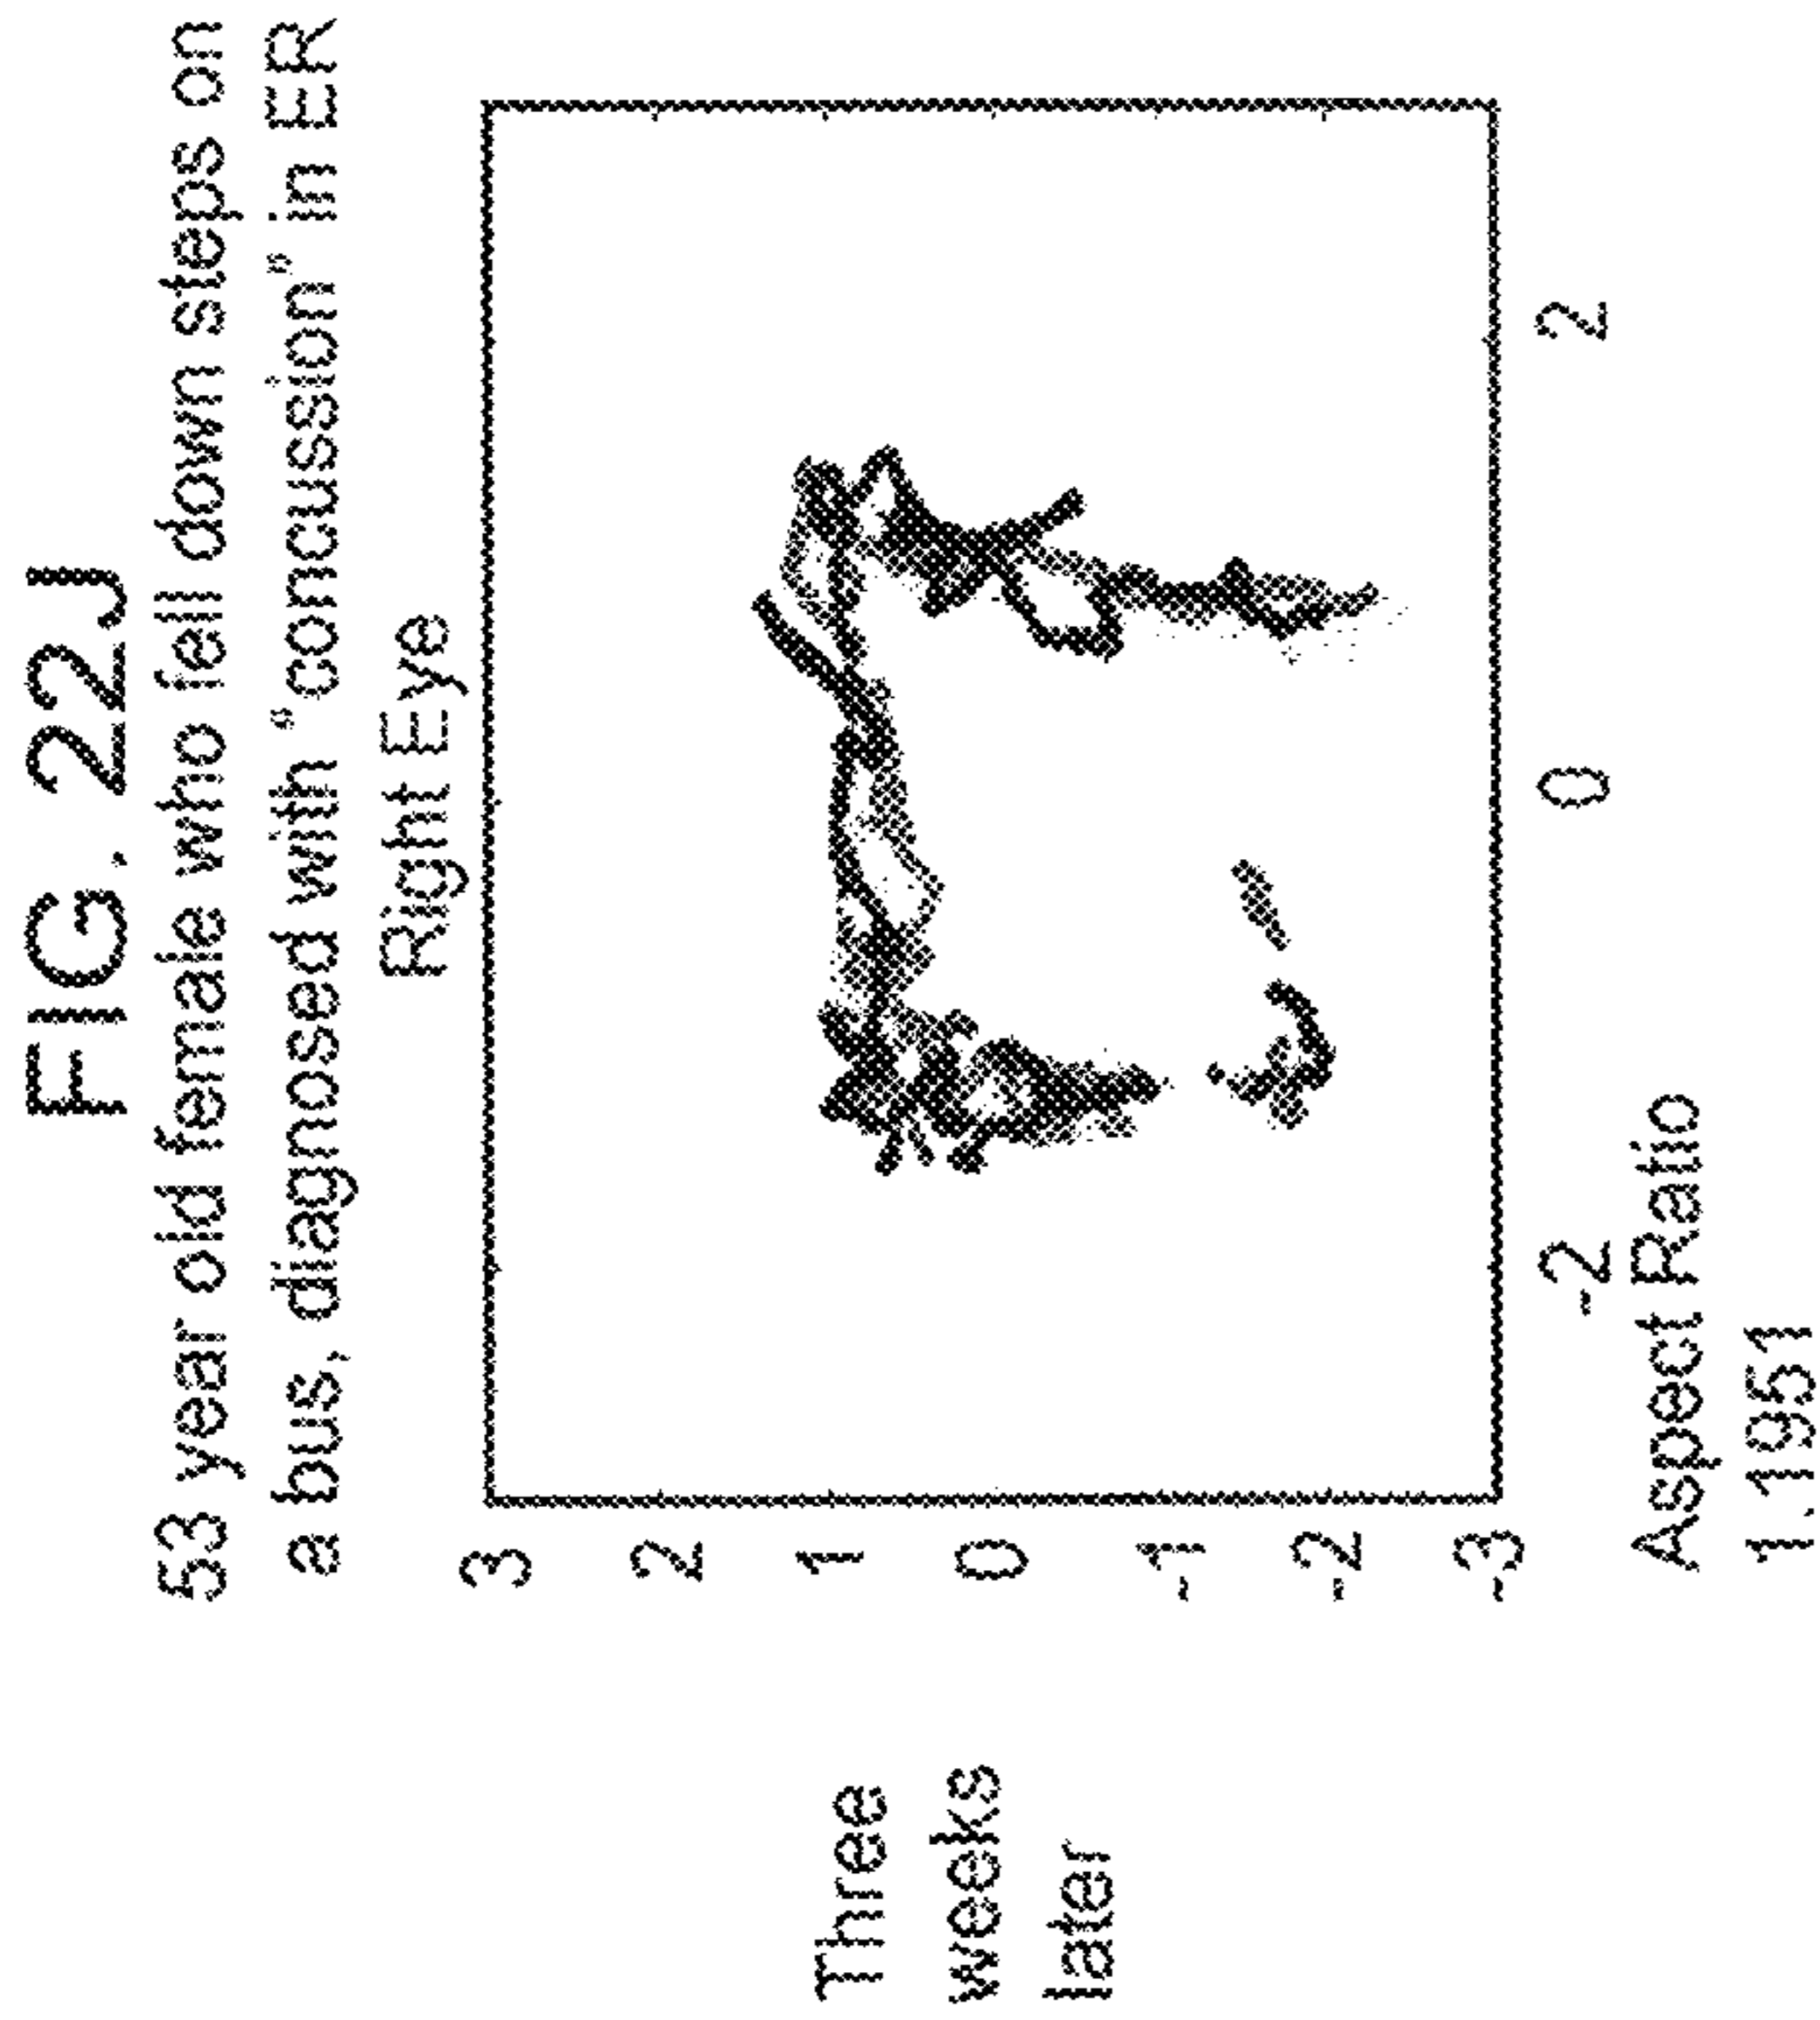 FIG. 22J
53 year old female who fell down steps on
a bus, diagnosed with "concussion" in ER
Right Eye
3
2
1
0
-1
-2
-3
-2
0
2
Three
weeks
later
Aspect Ratio
1.1951